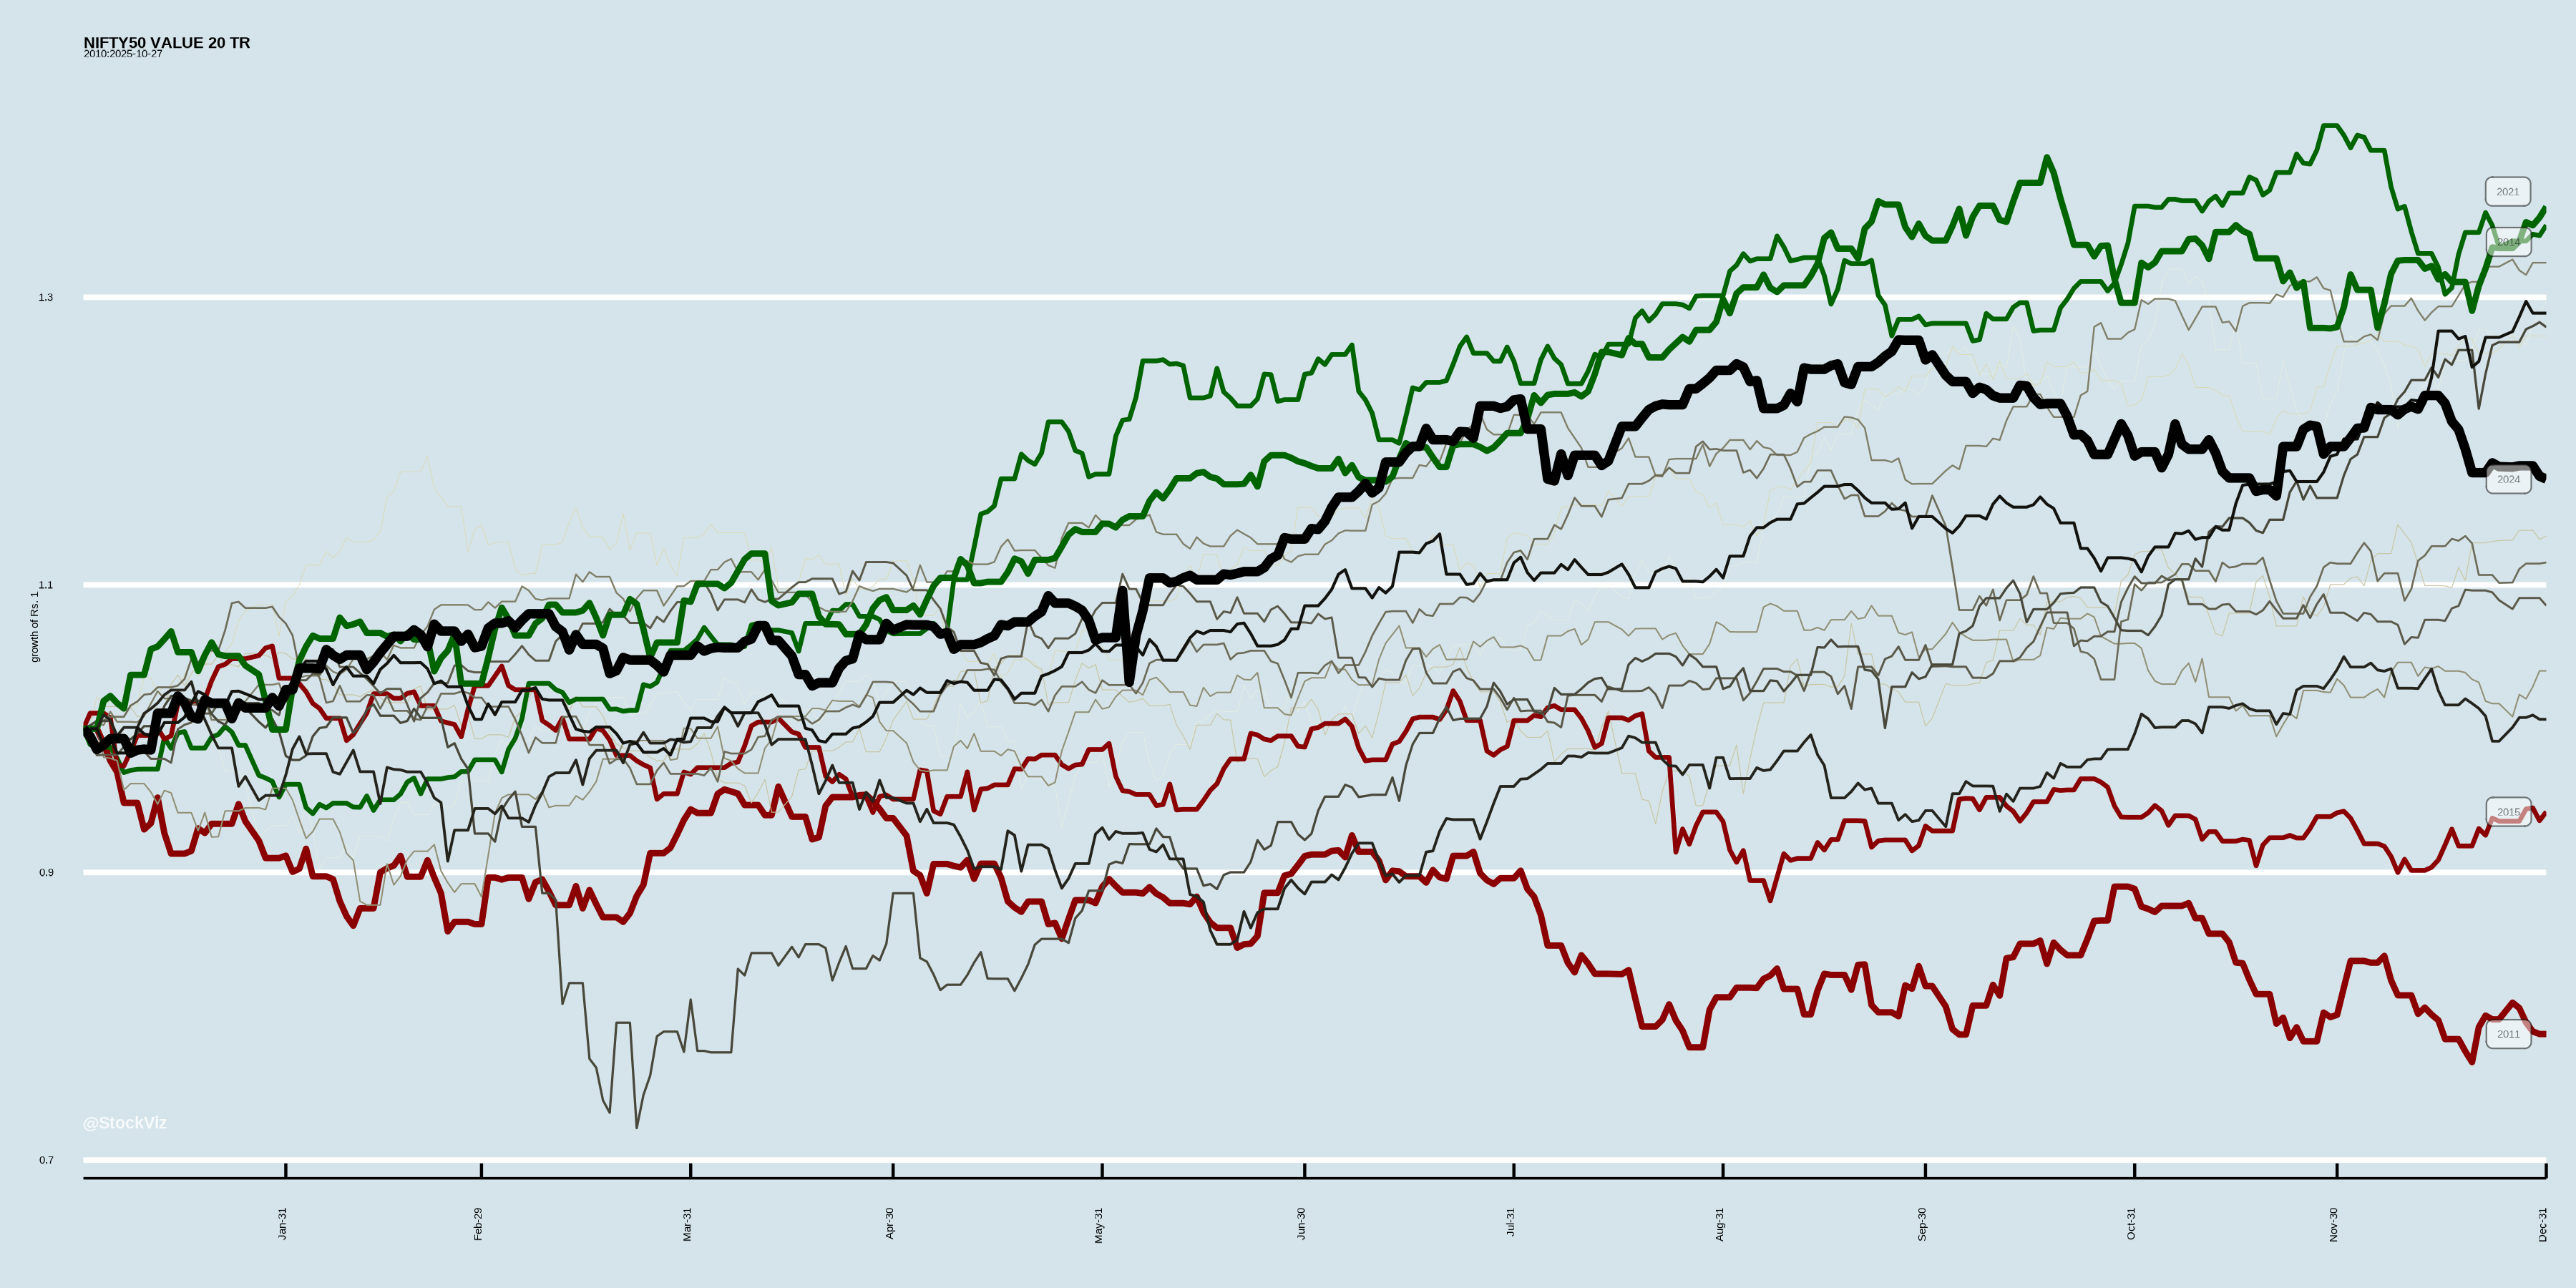 NIFTY50 VALUE 20 TR
2010:2025-10-27
2021
1.3
2014
2024
1.1
growth of Rs. 1
0.9
2015
2011
@StockViz
0.7
Jan-31
Feb-29
Mar-31
Apr-30
May-31
Jun-30
Jul-31
Aug-31
Sep-30
Oct-31
Nov-30
Dec-31